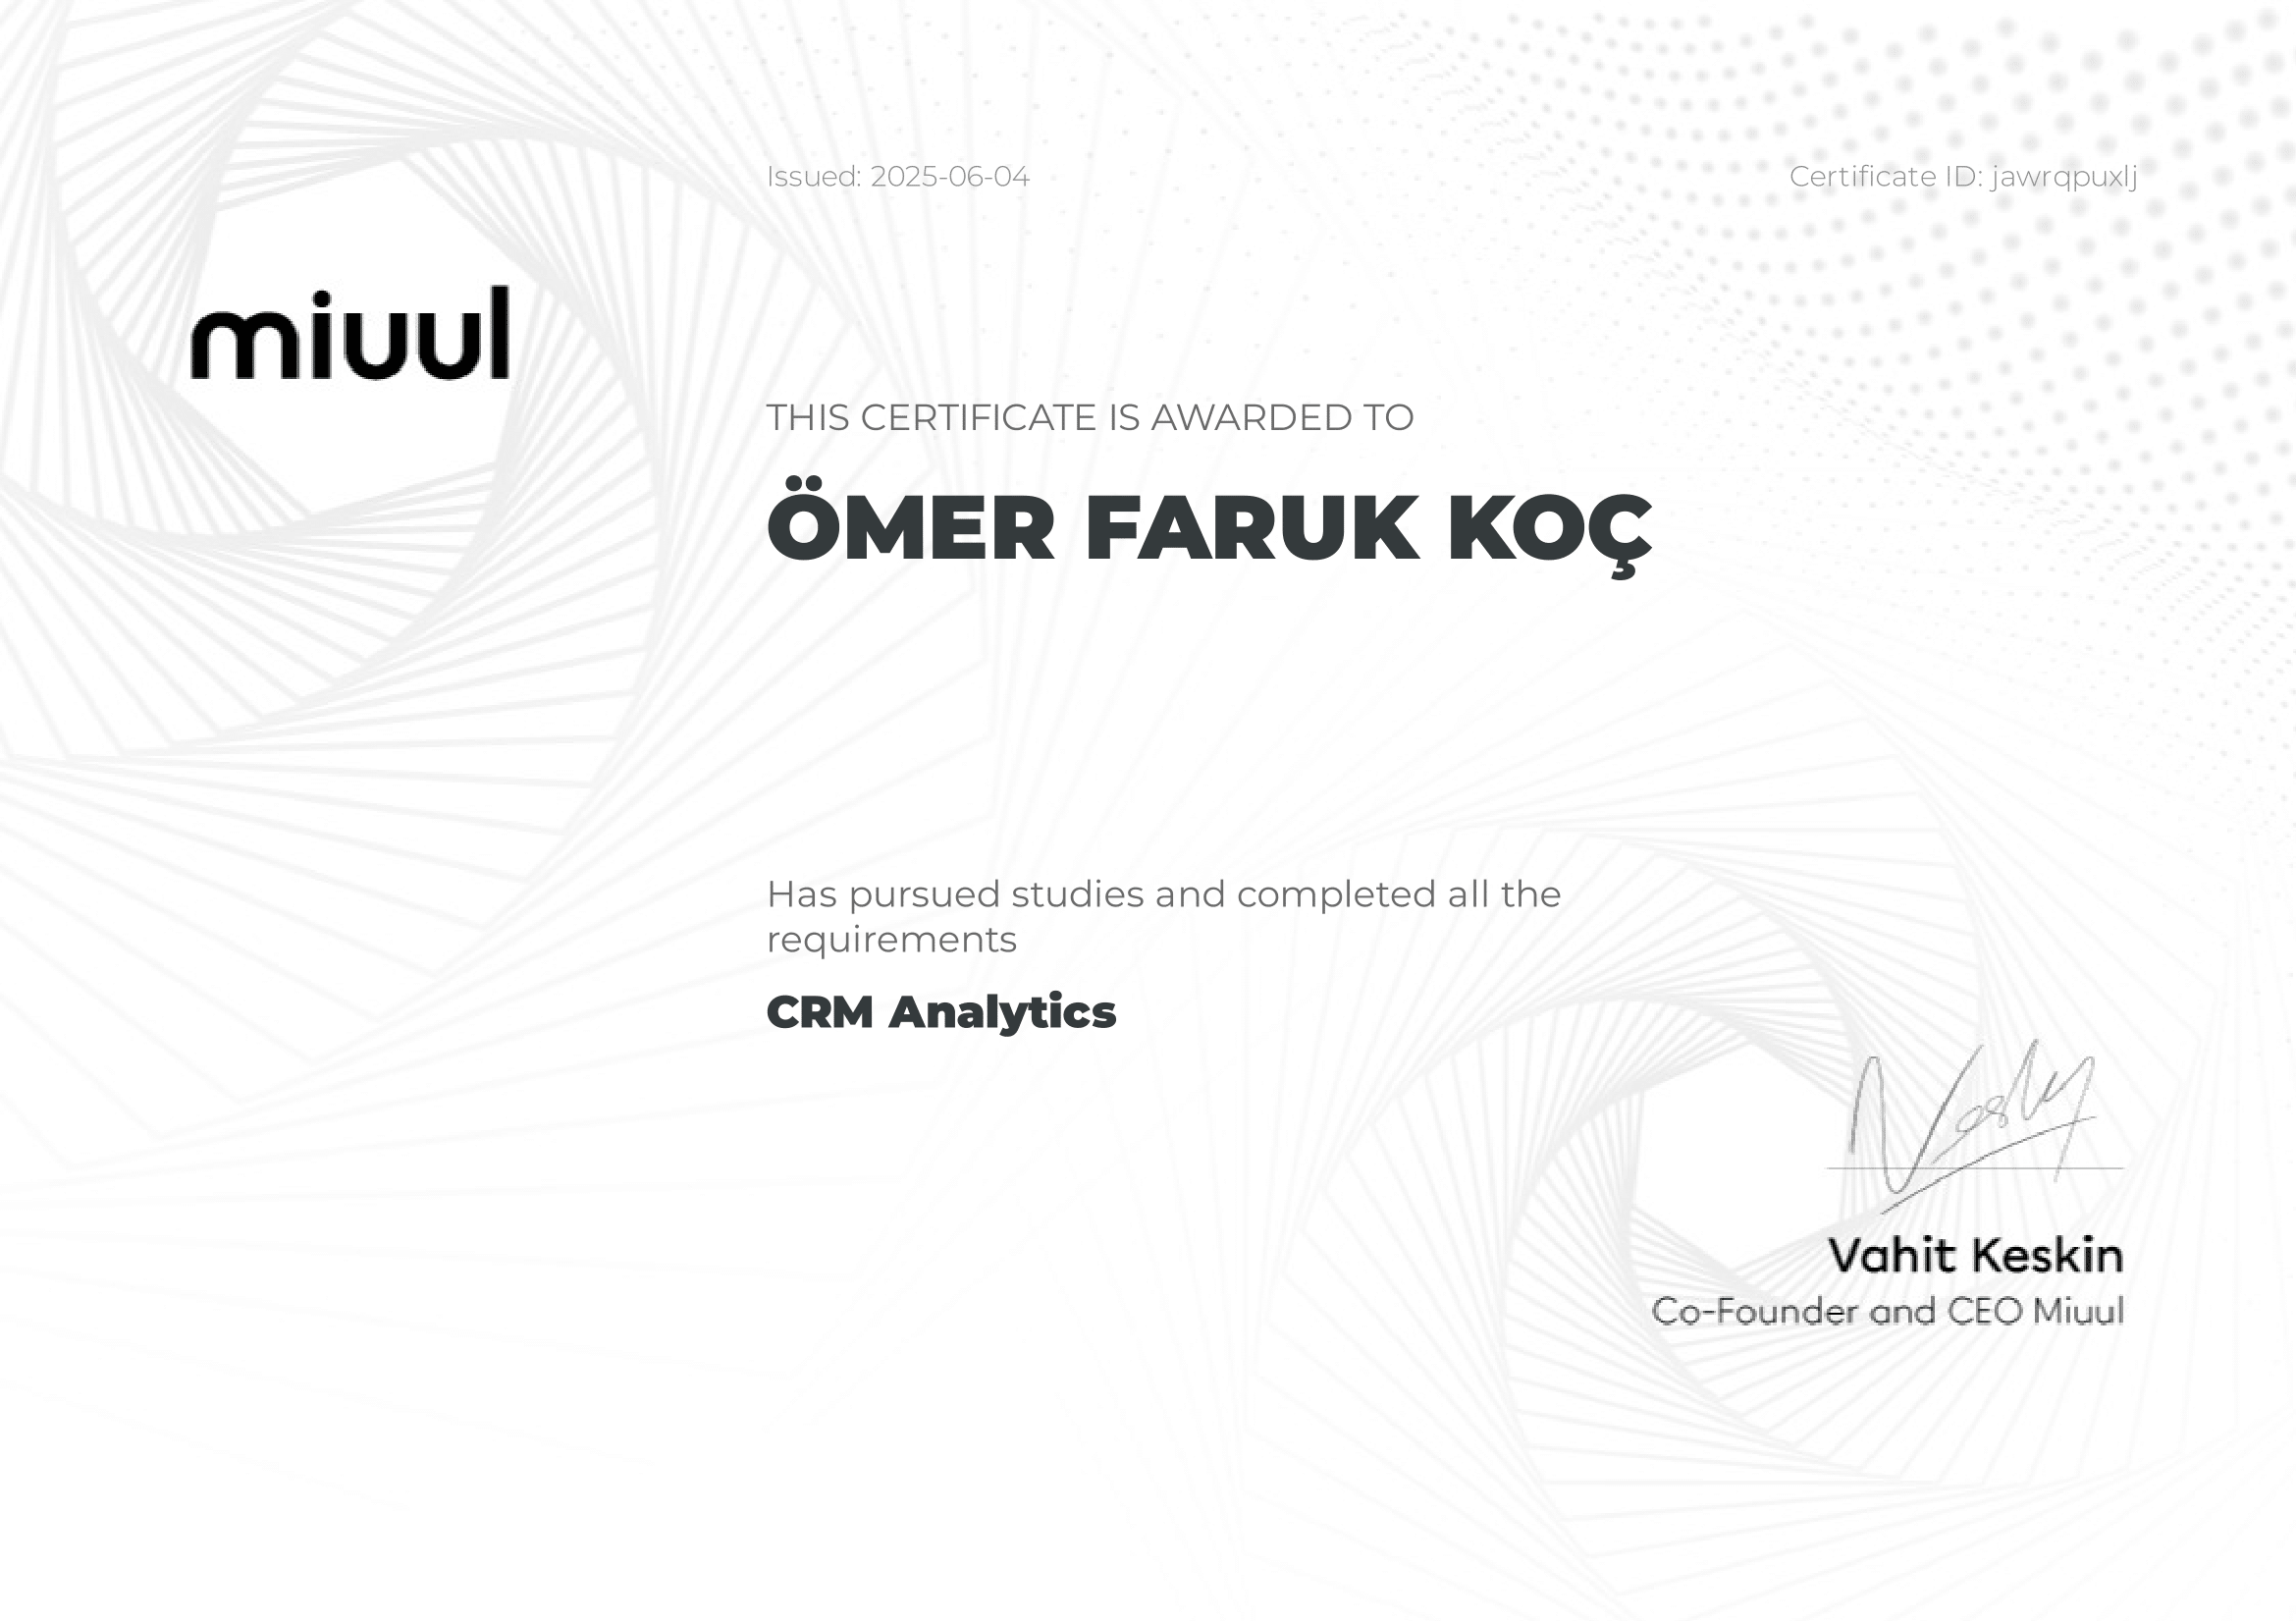 Issued: 2025-06-04
Certificate ID: jawrqpuxlj
miuul
THIS CERTIFICATE IS AWARDED TO
ÖMER FARUK KOÇ
Has pursued studies and completed all the
requirements
CRM Analytics
Vahit Keskin
Co-Founder and CEO Miuul